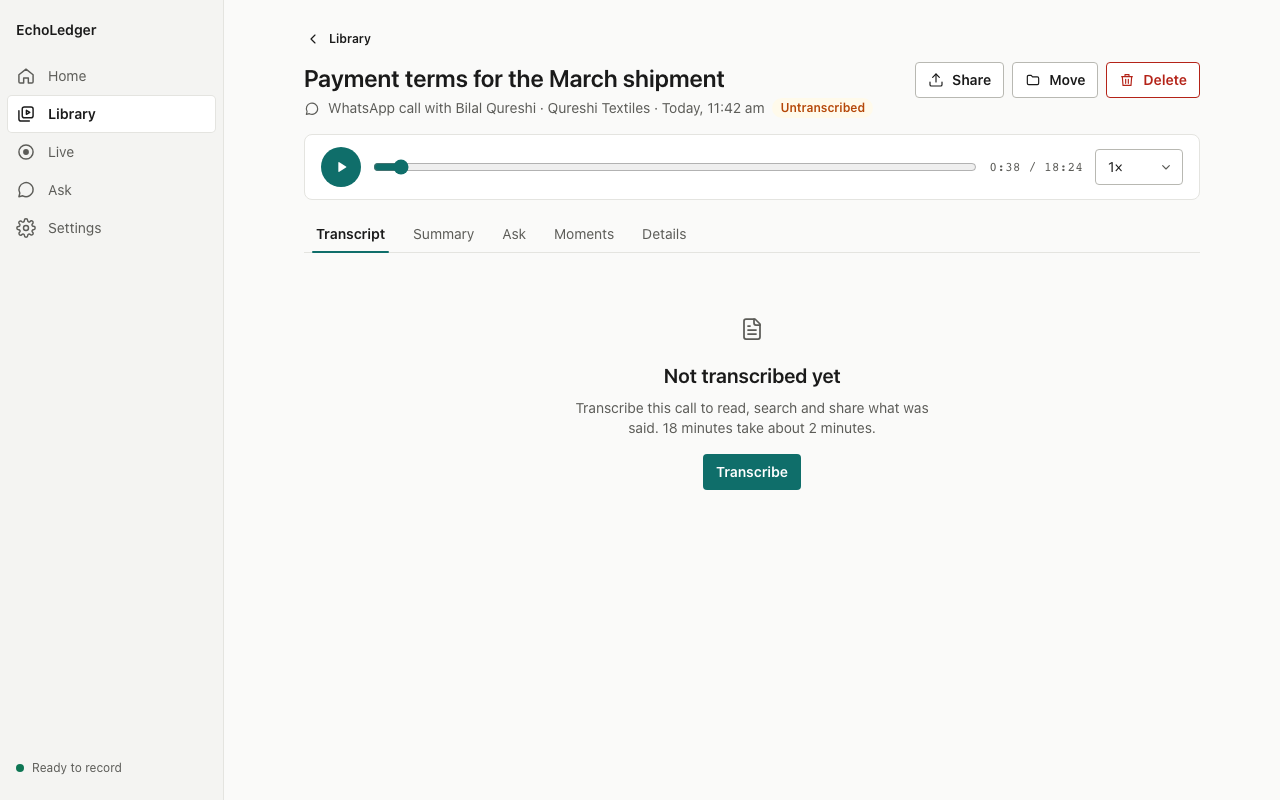 EchoLedger
Home
Library
Live
Ask
Settings
Ready to record
Library
Payment terms for the March shipment
Share
Move
Delete
WhatsApp call with Bilal Qureshi · Qureshi Textiles · Today, 11:42 am
Untranscribed
0:38 / 18:24
1×
Transcript
Summary
Ask
Moments
Details
Not transcribed yet
Transcribe this call to read, search and share what was
said. 18 minutes take about 2 minutes.
Transcribe